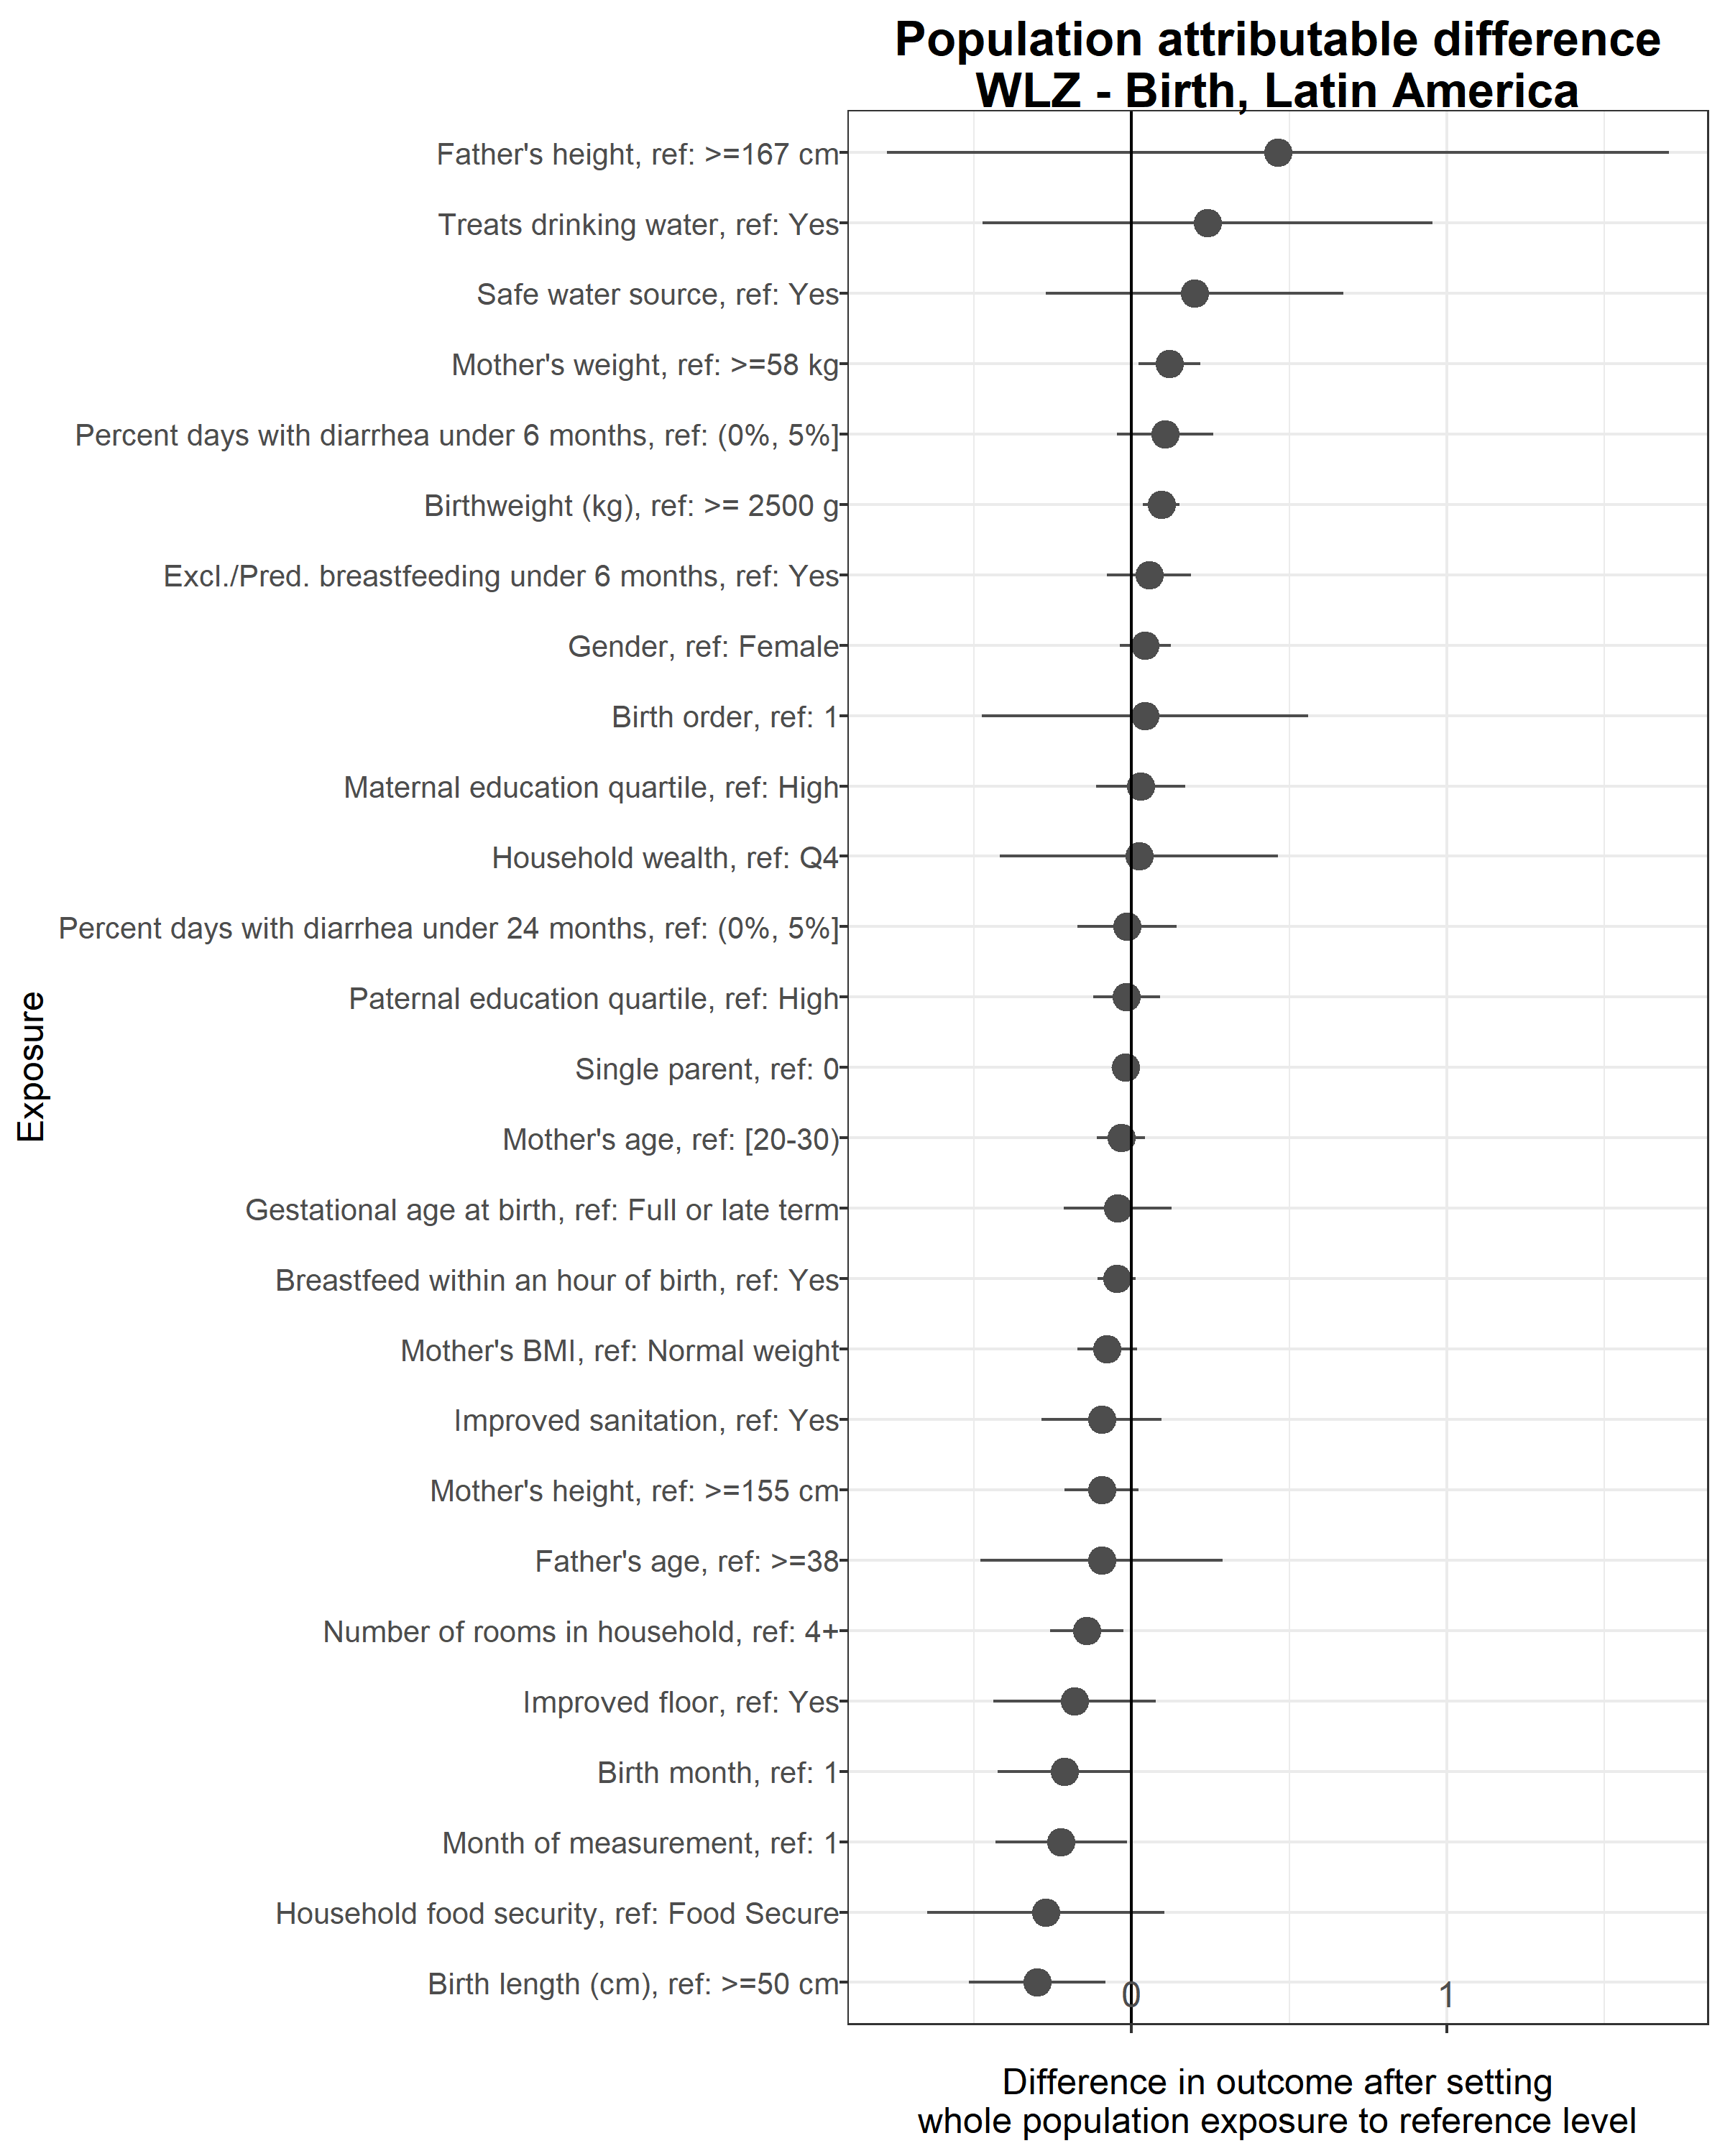 Population attributable difference
WLZ - Birth, Latin America
Father's height, ref: >=167 cm
Treats drinking water, ref: Yes
Safe water source, ref: Yes
Mother's weight, ref: >=58 kg
Percent days with diarrhea under 6 months, ref: (0%, 5%]
Birthweight (kg), ref: >= 2500 g
Excl./Pred. breastfeeding under 6 months, ref: Yes
Gender, ref: Female
Birth order, ref: 1
Maternal education quartile, ref: High
Household wealth, ref: Q4
Percent days with diarrhea under 24 months, ref: (0%, 5%]
Paternal education quartile, ref: High
Single parent, ref: 0
Mother's age, ref: [20-30)
Gestational age at birth, ref: Full or late term
Breastfeed within an hour of birth, ref: Yes
Mother's BMI, ref: Normal weight
Improved sanitation, ref: Yes
Mother's height, ref: >=155 cm
Father's age, ref: >=38
Number of rooms in household, ref: 4+
Improved floor, ref: Yes
Birth month, ref: 1
Month of measurement, ref: 1
Household food security, ref: Food Secure
Birth length (cm), ref: >=50 cm
Exposure
0 1
Difference in outcome after setting
whole population exposure to reference level